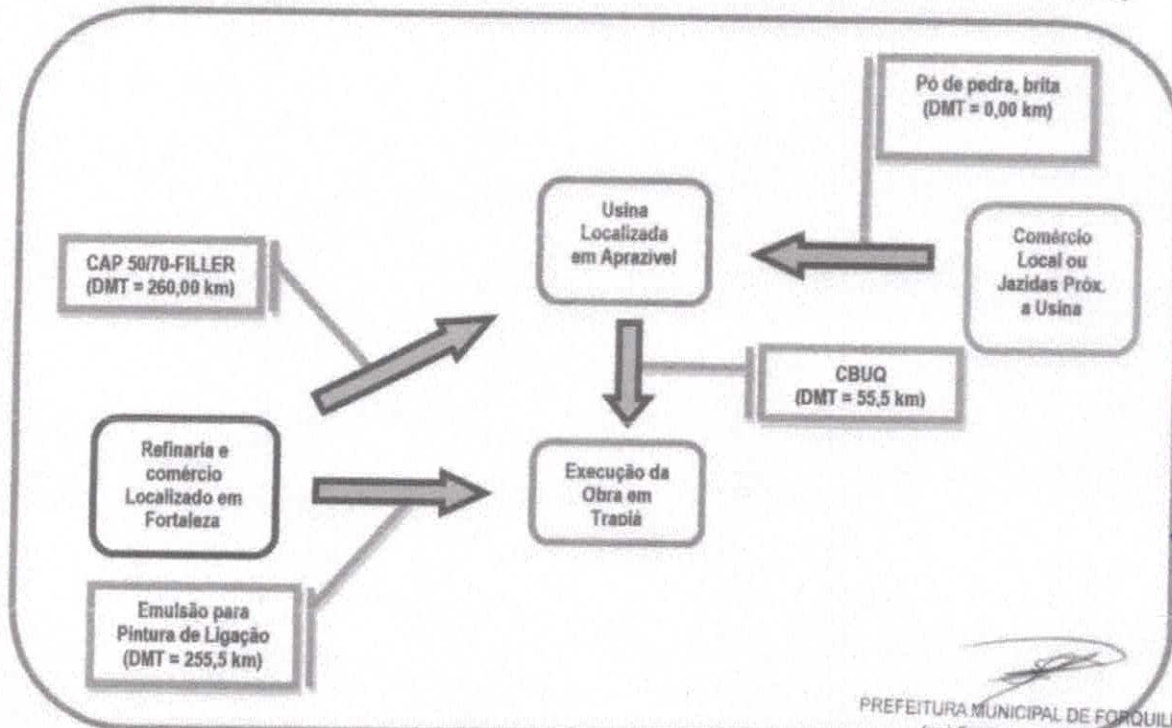 Pó de pedra, brita
(DMT = 0,00 km)
Usina
Localizada
em Aprazivel
Comércio
Local ou
Jazidas Próx.
a Usina
CAP 50/70-FILLER
(DMT = 260,00 km)
CBUQ
(DMT = 55,5 km)
Refinaria e
comércio
Localizado em
Fortaleza
Execução da
Obra em
Trapiá
Emulsão para
Pintura de Ligação
(DMT = 255,5 km)
PREFEITURA MUNICIPAL DE FORQUIL